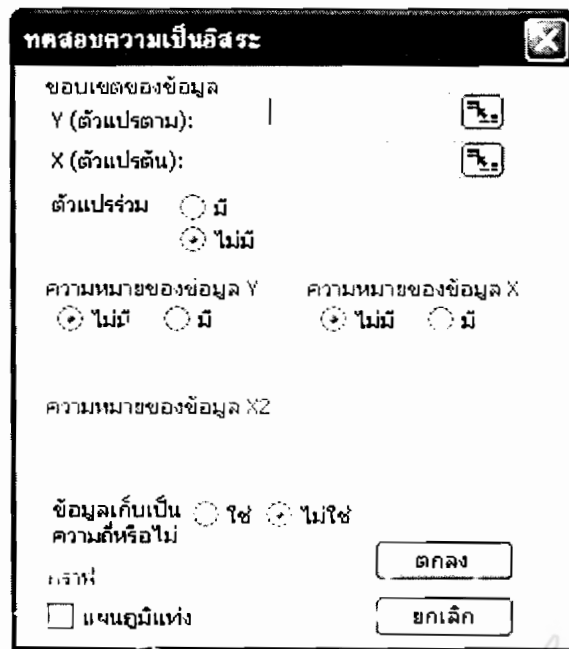 ทดสอบความเป็นอิสระ
ขอบเขตของข้อมูล
Y (ตัวแปรตาม):
X (ตัวแปรต้น):
ตัวแปรร่วม มี
ไม่มี
ความหมายของข้อมูล Y ความหมายของข้อมูล X
ไม่มี มี ไม่มี มี
ความหมายของข้อมูล X2
ข้อมูลเก็บเป็น ใช่ ไม่ใช่
ความถี่หรือไม่
ตกลง
กราฟ
แผนภูมิแท่ง ยกเลิก